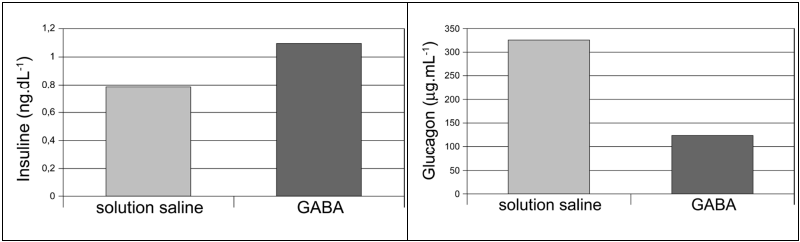 Insuline (ng.dL-1)
1,2
1
0,8
0,6
0,4
0,2
0
solution saline
GABA
Glucagon (µg.mL-1)
350
300
250
200
150
100
50
0
solution saline
GABA